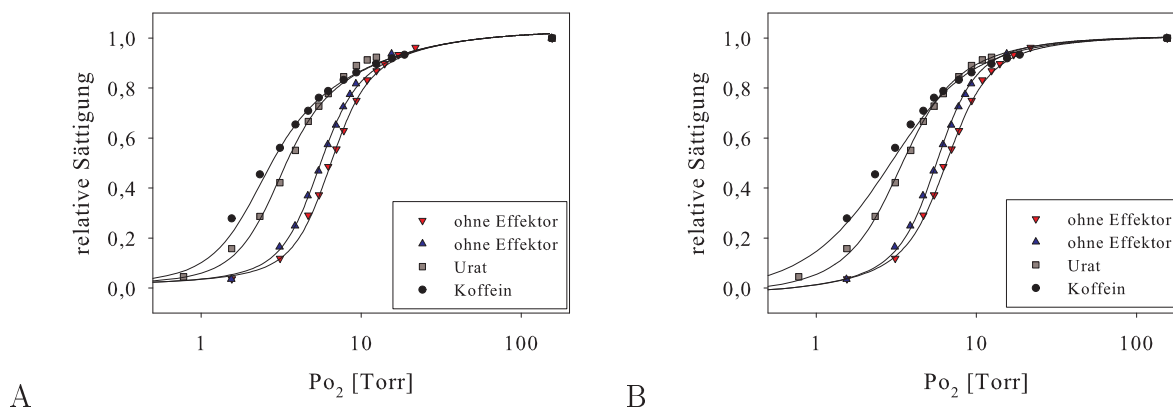 1,0
0,8
0,6
0,4
0,2
0,0
relative Sättigung
ohne Effektor
ohne Effektor
Urat
Koffein
1
10
100
Po2 [Torr]
A
1,0
0,8
0,6
0,4
0,2
0,0
relative Sättigung
ohne Effektor
ohne Effektor
Urat
Koffein
1
10
100
Po2 [Torr]
B